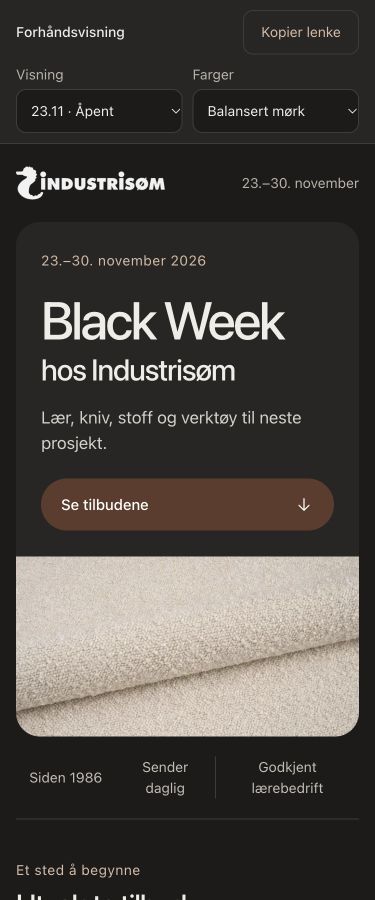 Forhåndsvisning
Kopier lenke
Visning
Farger
23.11 · Åpent
Balansert mørk
iNDUSTRiSØM
23.–30. november
23.–30. november 2026
Black Week
hos Industrisøm
Lær, kniv, stoff og verktøy til neste
prosjekt.
Se tilbudene
Siden 1986
Sender
daglig
Godkjent
lærebedrift
Et sted å begynne